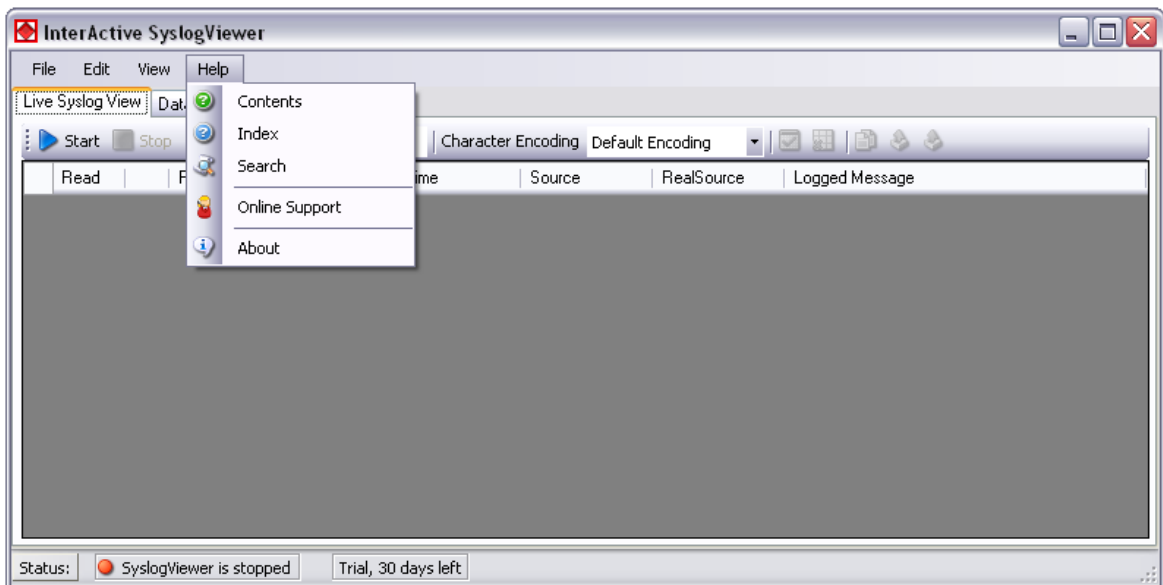 InterActive SyslogViewer
File Edit View Help
Live Syslog View
Contents
Index
Search
Online Support
About
Start Stop Character Encoding Default Encoding
Read Source RealSource Logged Message
Status: SyslogViewer is stopped Trial, 30 days left